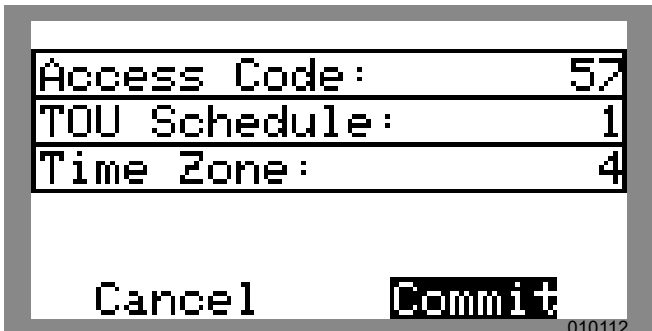 Access Code: 57
TOU Schedule: 1
Time Zone: 4
Cancel Commit
010112